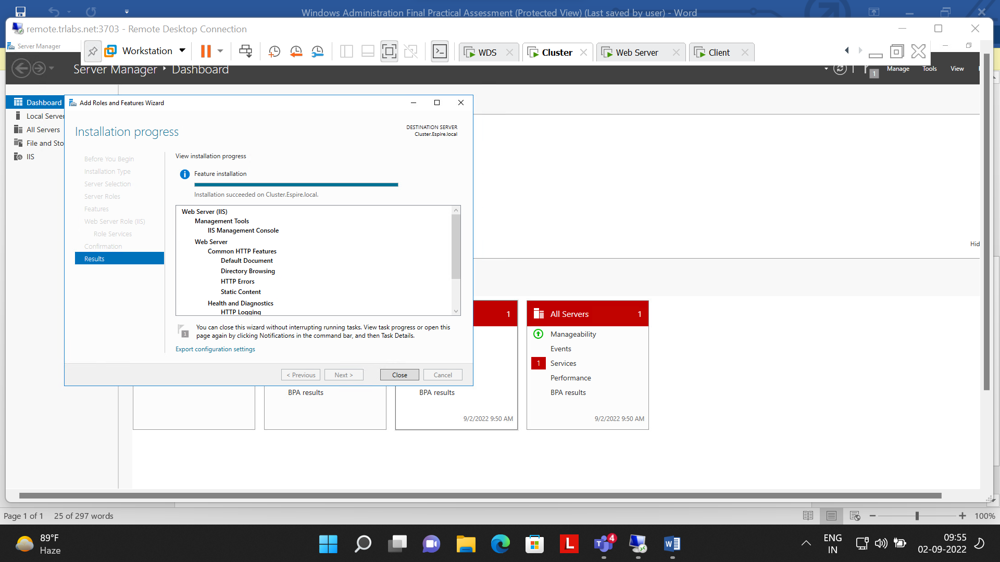 Windows Administration Final Practical Assessment (Protected View) (Last saved by user) - Word
remote.trlabs.net:3703 - Remote Desktop Connection
Server Manager
Workstation
WDS
Cluster
Web Server
Client
Server Manager
Dashboard
1
Manage
Tools
View
Dashboard
Local Server
All Servers
File and Sto
IIS
Add Roles and Features Wizard
Installation progress
DESTINATION SERVER
Cluster.Espire.local
Before You Begin
Installation Type
Server Selection
Server Roles
Features
Web Server Role (IIS)
Role Services
Confirmation
Results
View installation progress
Feature installation
Installation succeeded on Cluster.Espire.local.
Web Server (IIS)
Management Tools
IIS Management Console
Web Server
Common HTTP Features
Default Document
Directory Browsing
HTTP Errors
Static Content
Health and Diagnostics
HTTP Logging
1
You can close this wizard without interrupting running tasks. View task progress or open this
page again by clicking Notifications in the command bar, and then Task Details.
Export configuration settings
< Previous
Next >
Close
Cancel
Hid
1
All Servers
1
Manageability
Events
1
Services
Performance
BPA results
BPA results
BPA results
9/2/2022 9:50 AM
9/2/2022 9:50 AM
Page 1 of 1
25 of 297 words
100%
89°F
Haze
L
4
T
W
ENG
IN
09:55
02-09-2022